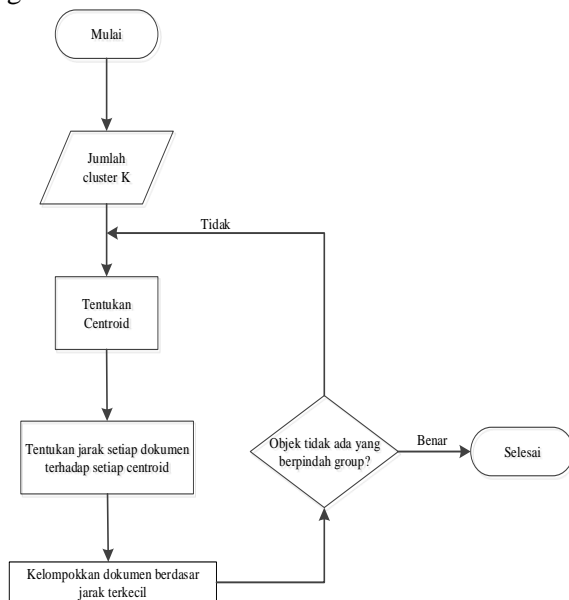 g
Mulai
Jumlah
cluster K
Tidak
Tentukan
Centroid
Tentukan jarak setiap dokumen
terhadap setiap centroid
Objek tidak ada yang
berpindah group?
Benar
Selesai
Kelompokkan dokumen berdasar
jarak terkecil